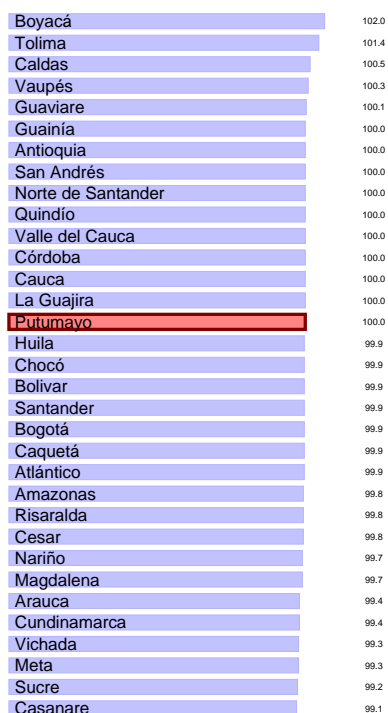 Boyacá 102.0
Tolima 101.4
Caldas 100.5
Vaupés 100.3
Guaviare 100.1
Guainía 100.0
Antioquia 100.0
San Andrés 100.0
Norte de Santander 100.0
Quindío 100.0
Valle del Cauca 100.0
Córdoba 100.0
Cauca 100.0
La Guajira 100.0
Putumayo 100.0
Huila 99.9
Chocó 99.9
Bolivar 99.9
Santander 99.9
Bogotá 99.9
Caquetá 99.9
Atlántico 99.9
Amazonas 99.8
Risaralda 99.8
Cesar 99.8
Nariño 99.7
Magdalena 99.7
Arauca 99.4
Cundinamarca 99.4
Vichada 99.3
Meta 99.3
Sucre 99.2
Casanare 99.1